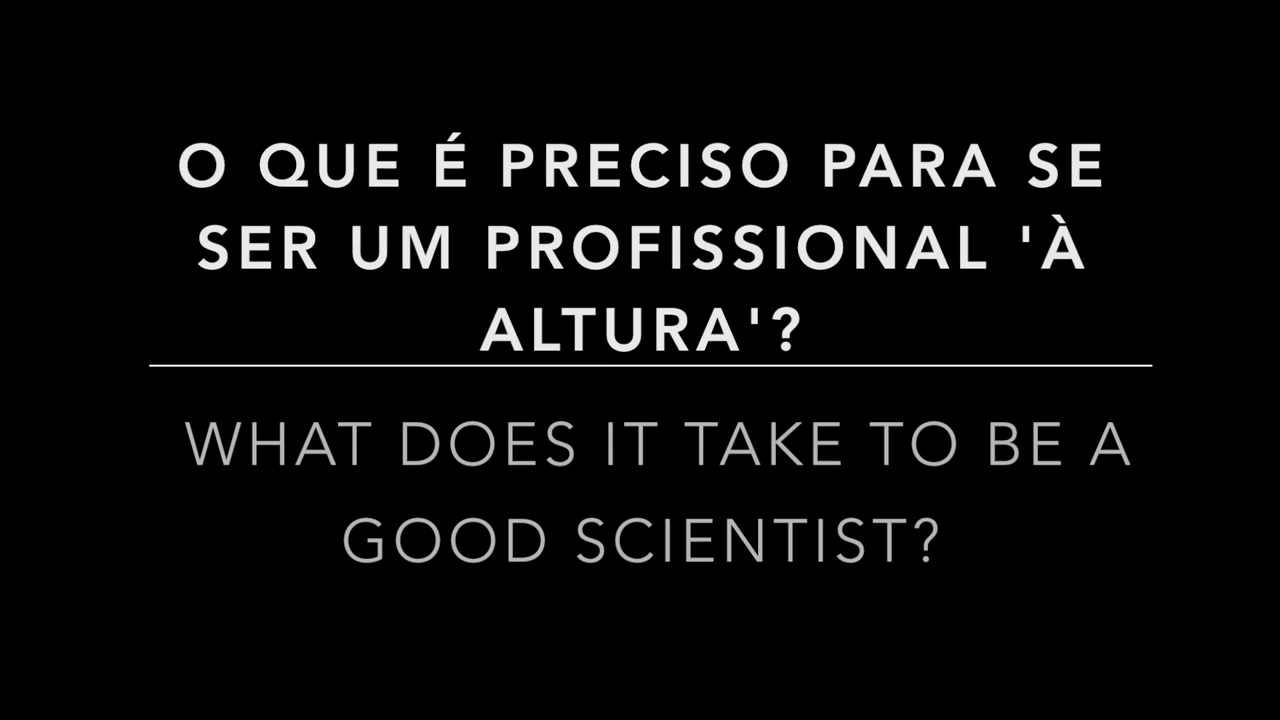 O QUE É PRECISO PARA SE
SER UM PROFISSIONAL 'À
ALTURA'?
WHAT DOES IT TAKE TO BE A
GOOD SCIENTIST?